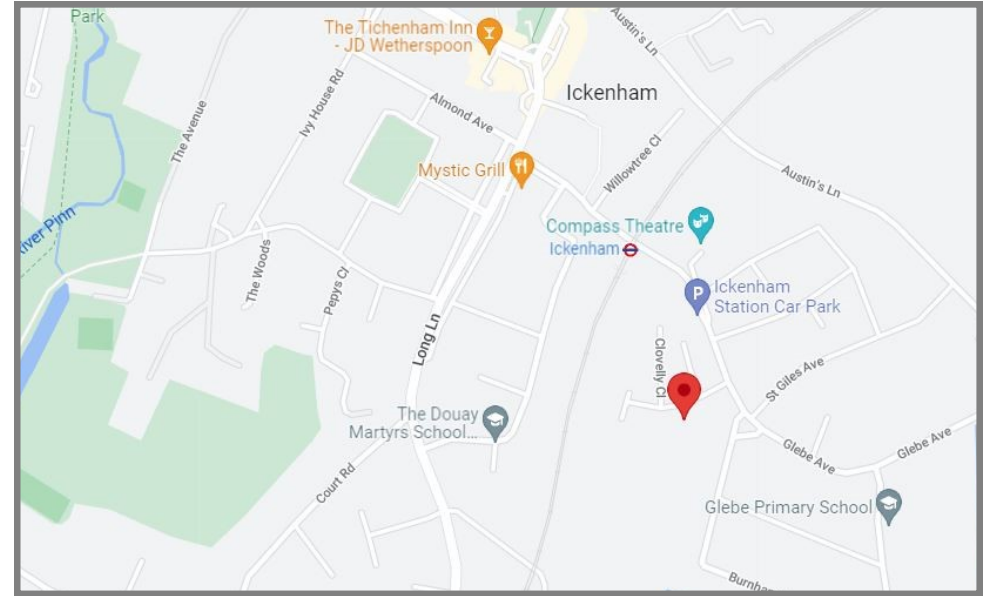 Park
The Tichenham Inn
- JD Wetherspoon
Austin's Ln
Ickenham
Ivy House Rd
Almond Ave
The Avenue
Mystic Grill
Willowtree Cl
Austin's Ln
River Pinn
Compass Theatre
Ickenham
The Woods
Pepys Cl
Ickenham
Station Car Park
P
Long Ln
Clovelly Cl
St Giles Ave
The Douay
Martyrs School...
Glebe Ave
Glebe Ave
Court Rd
Glebe Primary School